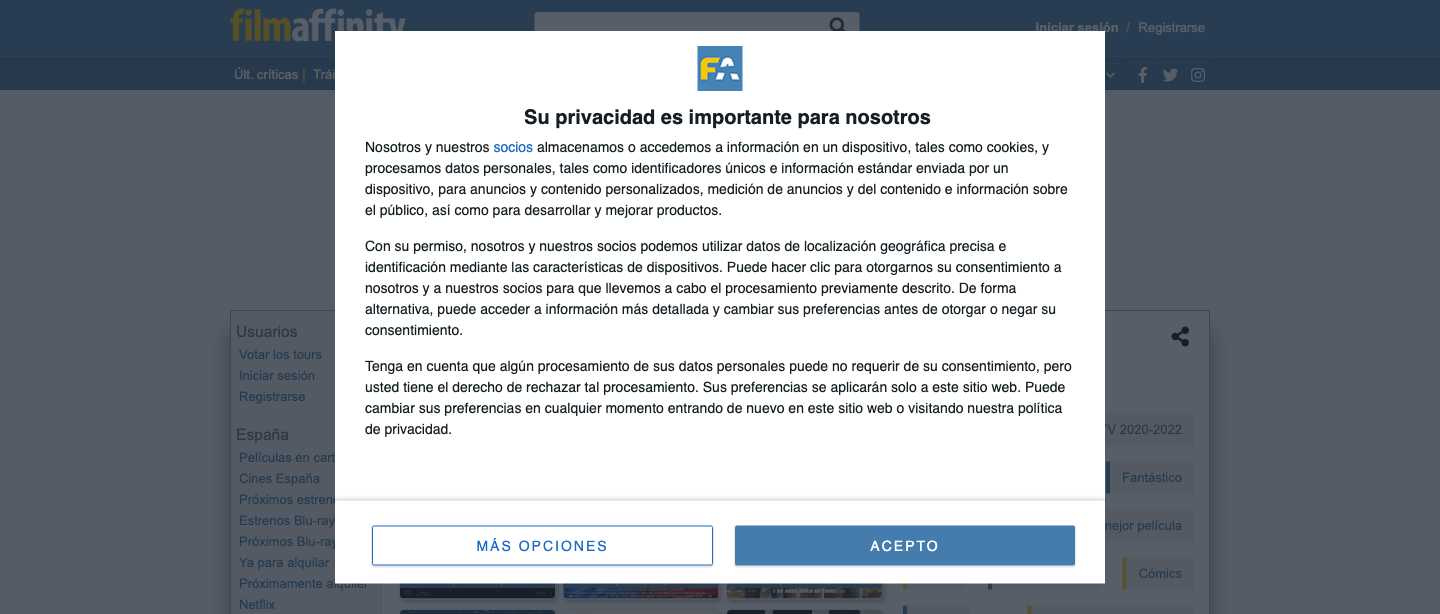 filmaffinity
Iniciar sesión / Registrarse
Últ. críticas |
FA
Su privacidad es importante para nosotros
Nosotros y nuestros socios almacenamos o accedemos a información en un dispositivo, tales como cookies, y
procesamos datos personales, tales como identificadores únicos e información estándar enviada por un
dispositivo, para anuncios y contenido personalizados, medición de anuncios y del contenido e información sobre
el público, así como para desarrollar y mejorar productos.
Con su permiso, nosotros y nuestros socios podemos utilizar datos de localización geográfica precisa e
identificación mediante las características de dispositivos. Puede hacer clic para otorgarnos su consentimiento a
nosotros y a nuestros socios para que llevemos a cabo el procesamiento previamente descrito. De forma
alternativa, puede acceder a información más detallada y cambiar sus preferencias antes de otorgar o negar su
consentimiento.
Tenga en cuenta que algún procesamiento de sus datos personales puede no requerir de su consentimiento, pero
usted tiene el derecho de rechazar tal procesamiento. Sus preferencias se aplicarán solo a este sitio web. Puede
cambiar sus preferencias en cualquier momento entrando de nuevo en este sitio web o visitando nuestra política
de privacidad.
MÁS OPCIONES
ACEPTO
Usuarios
Votar los tours
Iniciar sesión
Registrarse
España
Películas en
Cines España
Próximos
Estrenos Blu-ray
Próximos
Ya para alquilar
Próximamente alquiler
Netflix
TV 2020-2022
Fantástico
mejor película
Cómics